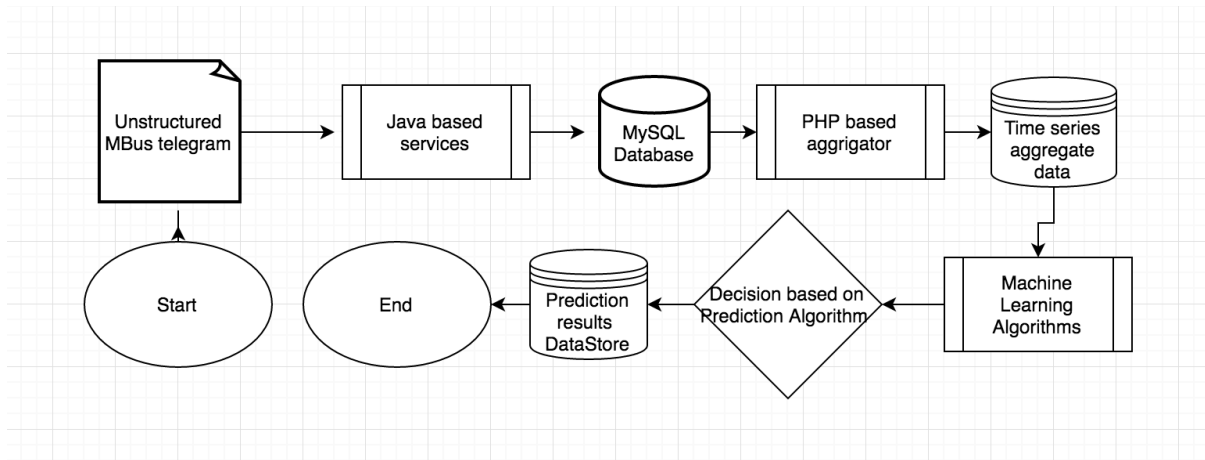 Unstructured
MBus telegram
Java based
services
MySQL
Database
PHP based
aggrigator
Time series
aggregate
data
Start
End
Prediction
results
DataStore
Decision based on
Prediction Algorithm
Machine
Learning
Algorithms